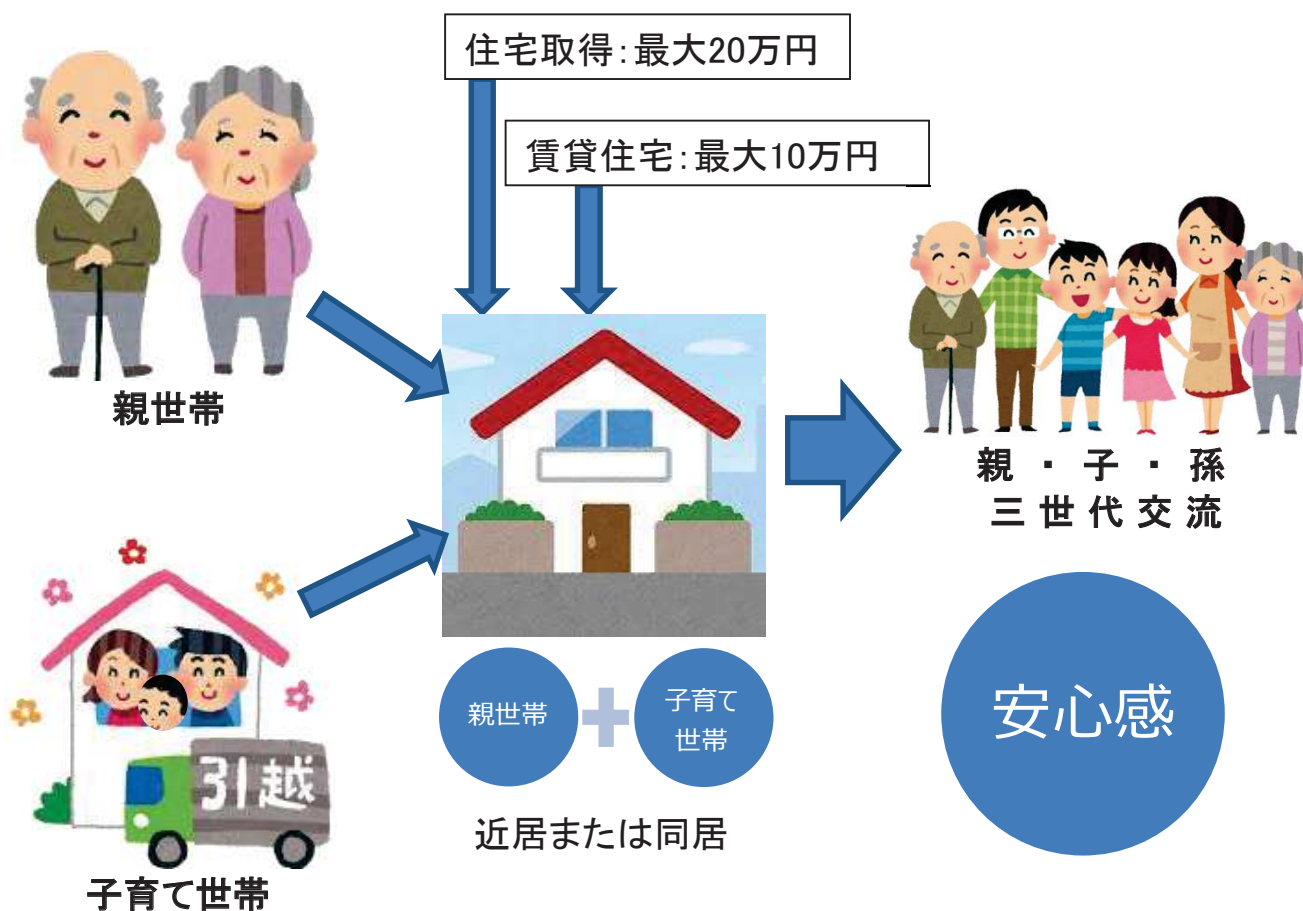 住宅取得:最大20万円
賃貸住宅:最大10万円
親世帯
親・子・孫
三世代交流
引越
子育て世帯
親世帯
子育て
世帯
近居または同居
安心感